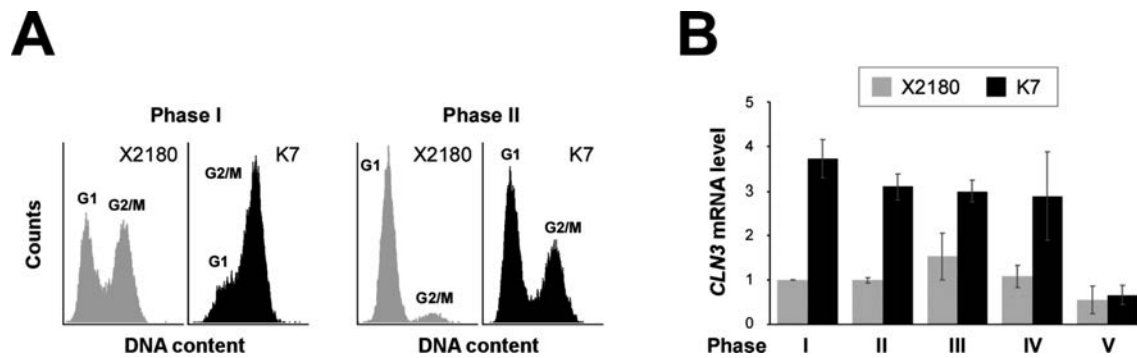 A
Phase I
X2180
G1
G2/M
K7
G2/M
G1
Phase II
X2180
G1
G2/M
K7
G1
G2/M
Counts
DNA content
DNA content
B
X2180
K7
CLN3 mRNA level
5
4
3
2
1
0
Phase I II III IV V